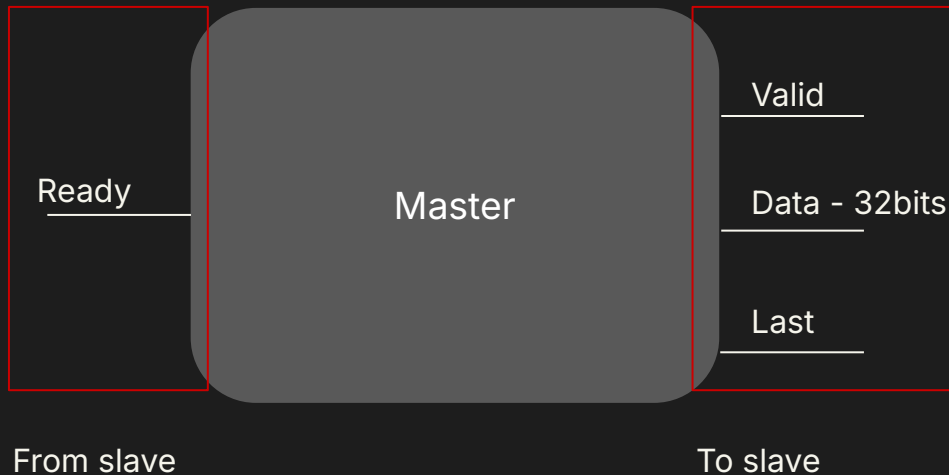 Valid
Ready
Master
Data - 32bits
Last
From slave
To slave